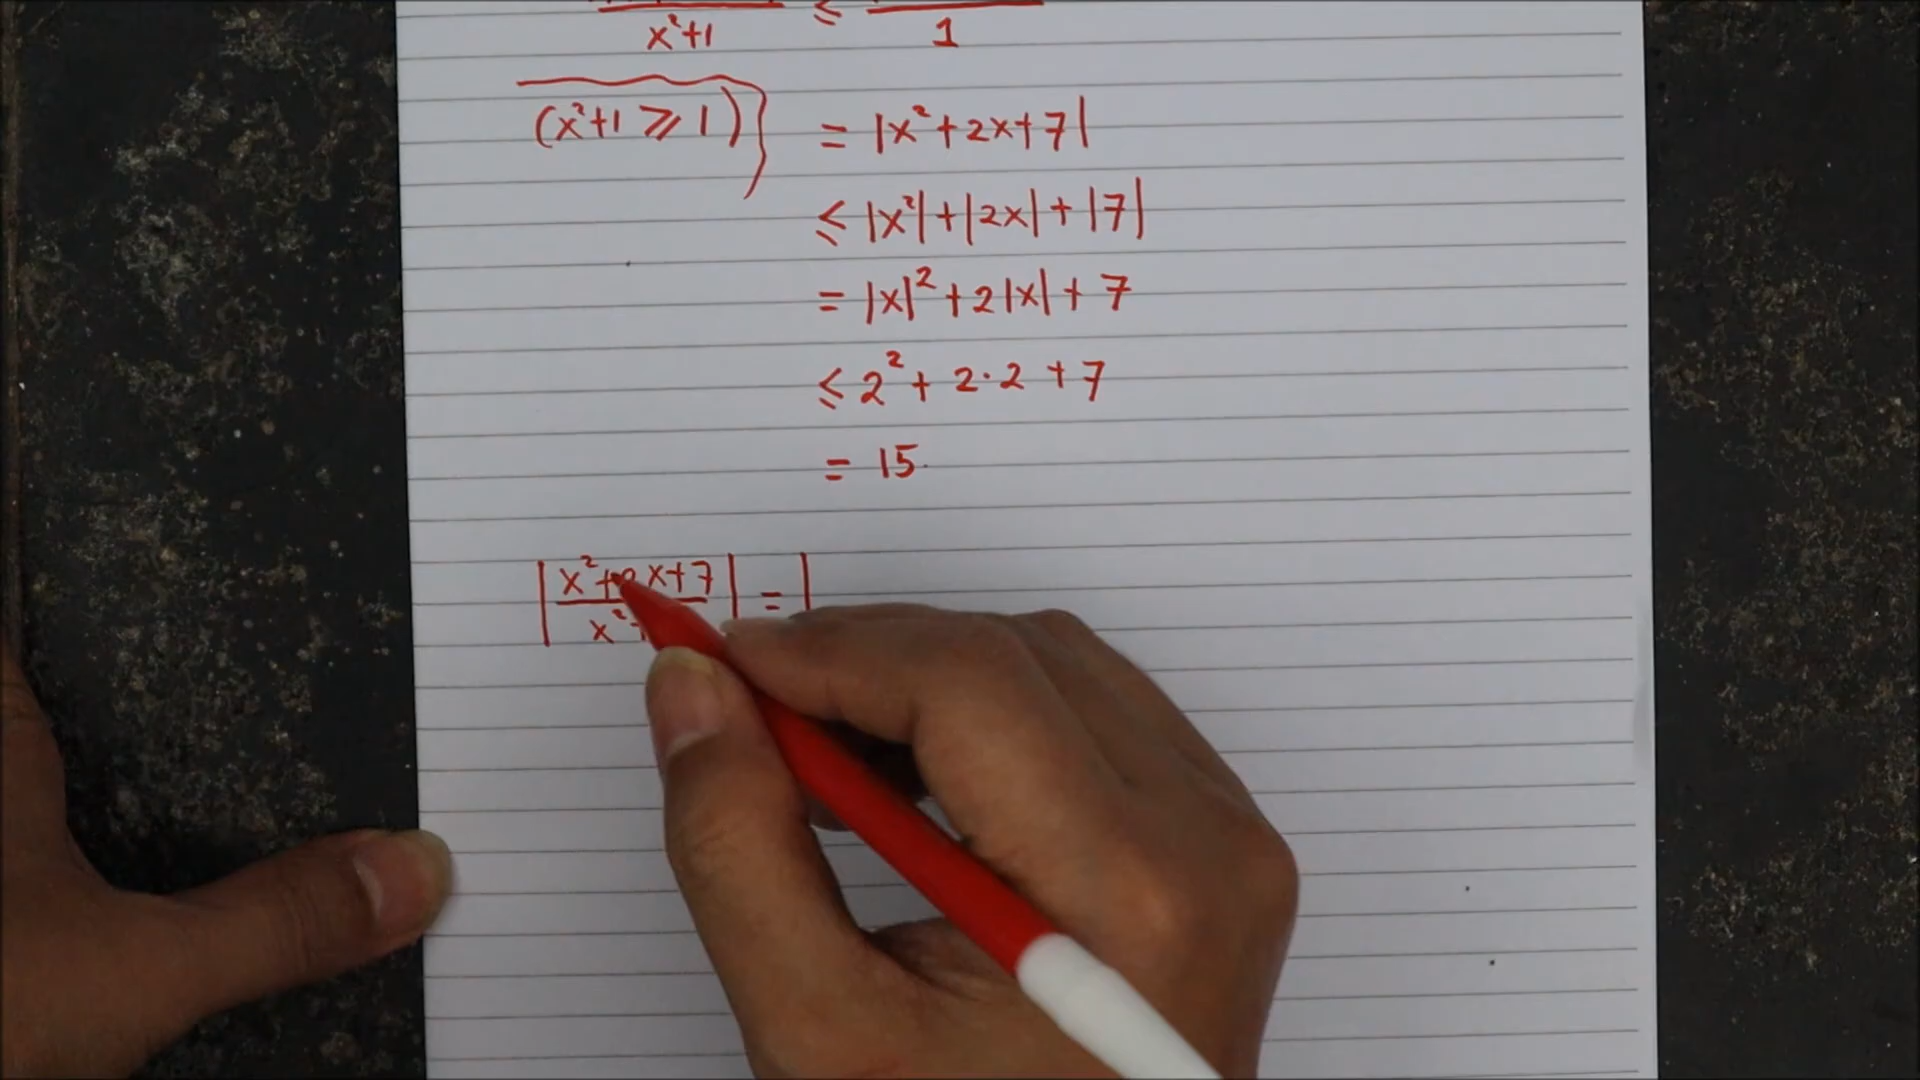 x²+1 ≤ 1
(x²+1 ⩾ 1) = |x²+2x+7|
≤ |x²|+|2x|+|7|
= |x|²+2|x|+7
≤ 2²+2·2+7
= 15.
|x²+2x+7| = |
x²+